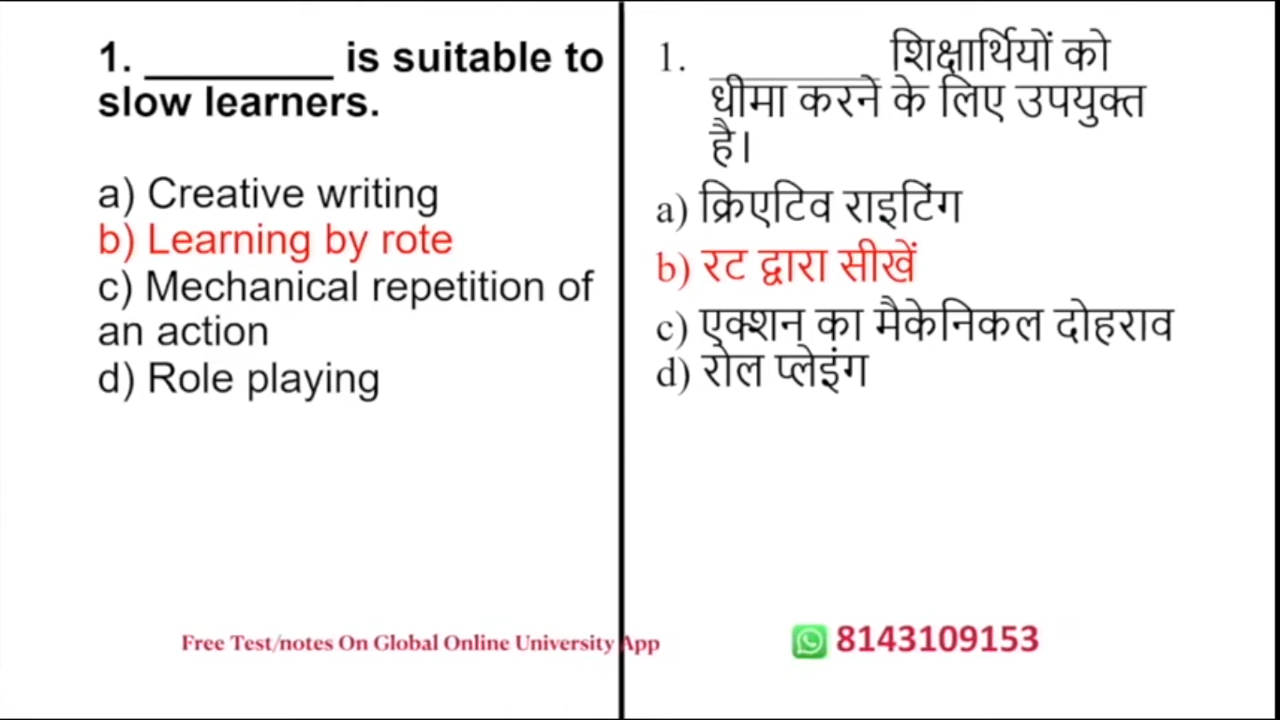 1. ________ is suitable to
slow learners.
a) Creative writing
b) Learning by rote
c) Mechanical repetition of
an action
d) Role playing
1. ________ शिक्षार्थियों को
धीमा करने के लिए उपयुक्त
है।
a) क्रिएटिव राइटिंग
b) रट द्वारा सीखें
c) एक्शन का मैकेनिकल दोहराव
d) रोल प्लेइंग
Free Test/notes On Global Online University App
8143109153